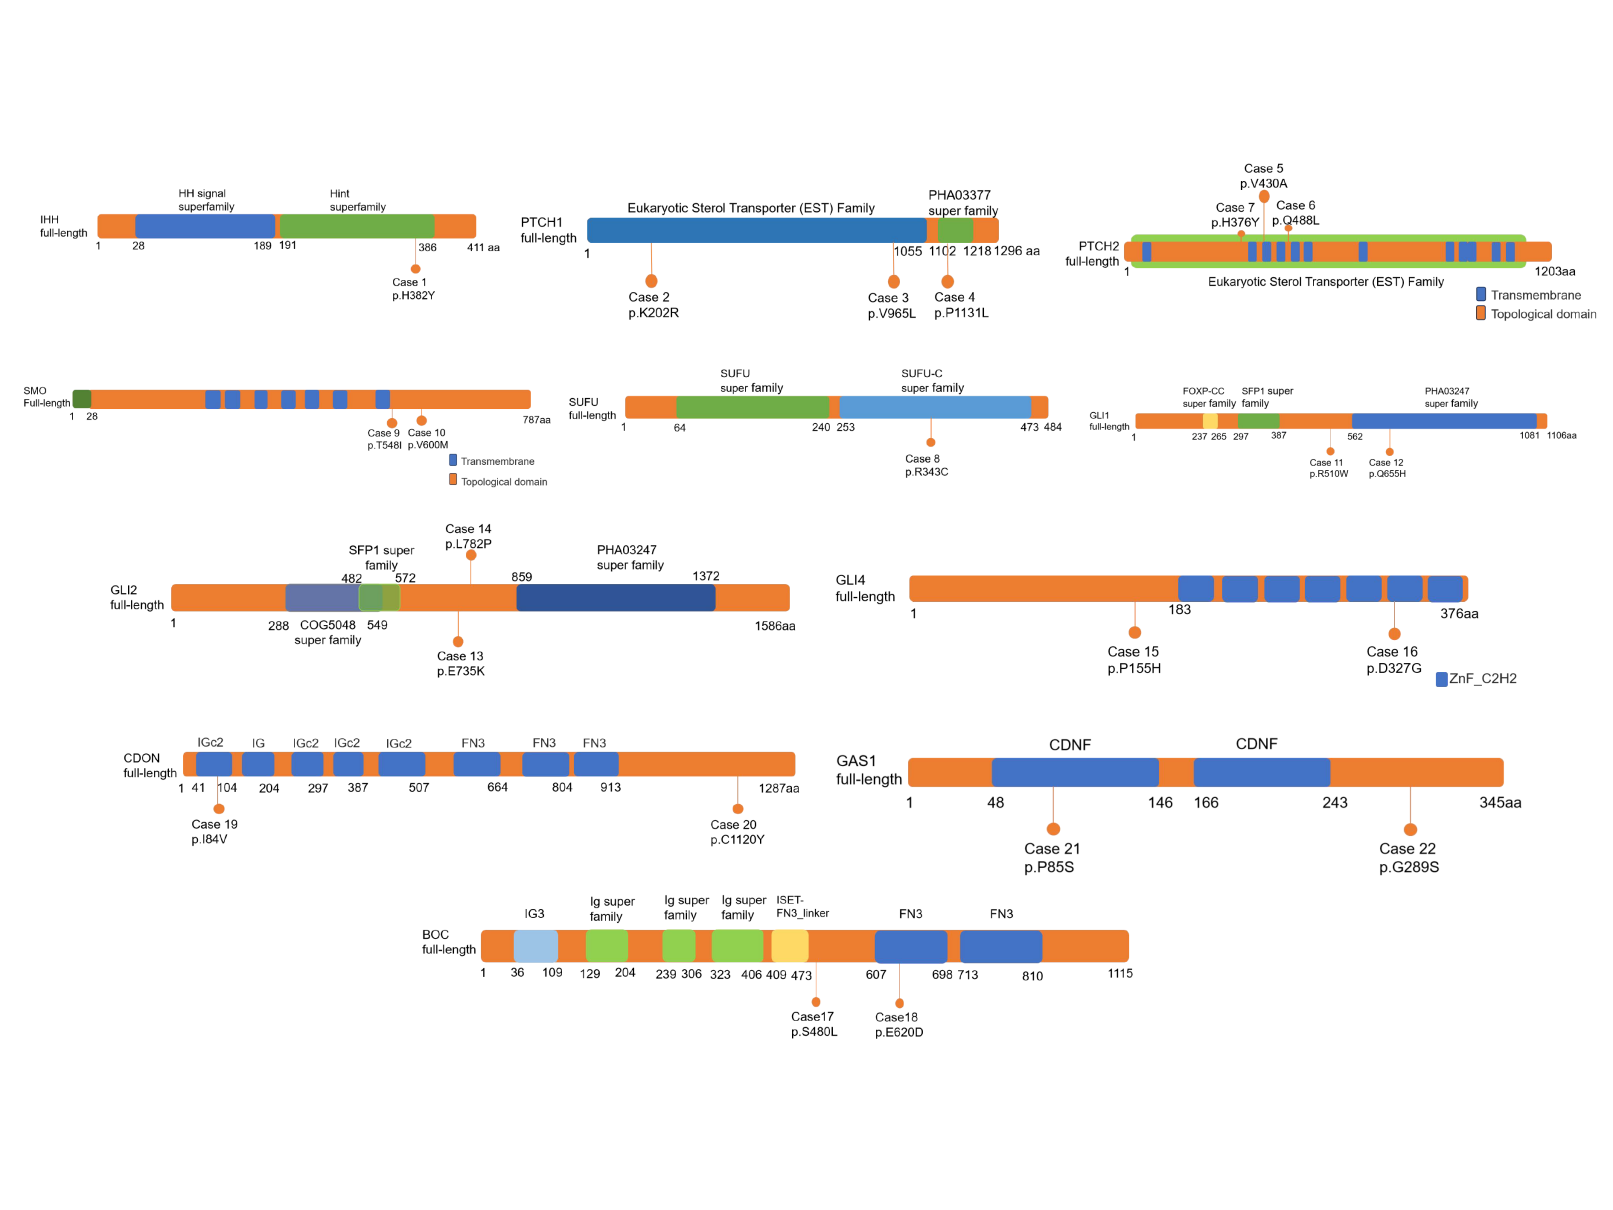 HH signal
superfamily
Hint
superfamily
IHH
full-length
1
28
189
191
386
411 aa
Case 1
p.H382Y
Eukaryotic Sterol Transporter (EST) Family
PHA03377
super family
PTCH1
full-length
1
1055
1102
1218
1296 aa
Case 2
p.K202R
Case 3
p.V965L
Case 4
p.P1131L
Case 5
p.V430A
Case 7
p.H376Y
Case 6
p.Q488L
PTCH2
full-length
1
1203aa
Eukaryotic Sterol Transporter (EST) Family
Transmembrane
Topological domain
SMO
Full-length
1
28
787aa
Case 9
p.T548I
Case 10
p.V600M
Transmembrane
Topological domain
SUFU
super family
SUFU-C
super family
SUFU
full-length
1
64
240
253
473
484
Case 8
p.R343C
FOXP-CC
super family
SFP1 super
family
PHA03247
super family
GLI1
full-length
1
237
265
297
387
562
1081
1106aa
Case 11
p.R510W
Case 12
p.Q655H
Case 14
p.L782P
SFP1 super
family
PHA03247
super family
482
572
859
1372
GLI2
full-length
1
288
COG5048
super family
549
1586aa
Case 13
p.E735K
GLI4
full-length
1
183
376aa
Case 15
p.P155H
Case 16
p.D327G
ZnF_C2H2
IGc2
IG
IGc2
IGc2
IGc2
FN3
FN3
FN3
CDON
full-length
1
41
104
204
297
387
507
664
804
913
1287aa
Case 19
p.I84V
Case 20
p.C1120Y
CDNF
CDNF
GAS1
full-length
1
48
146
166
243
345aa
Case 21
p.P85S
Case 22
p.G289S
IG3
Ig super
family
Ig super
family
Ig super
family
ISET-
FN3_linker
FN3
FN3
BOC
full-length
1
36
109
129
204
239
306
323
406
409
473
607
698
713
810
1115
Case17
p.S480L
Case18
p.E620D